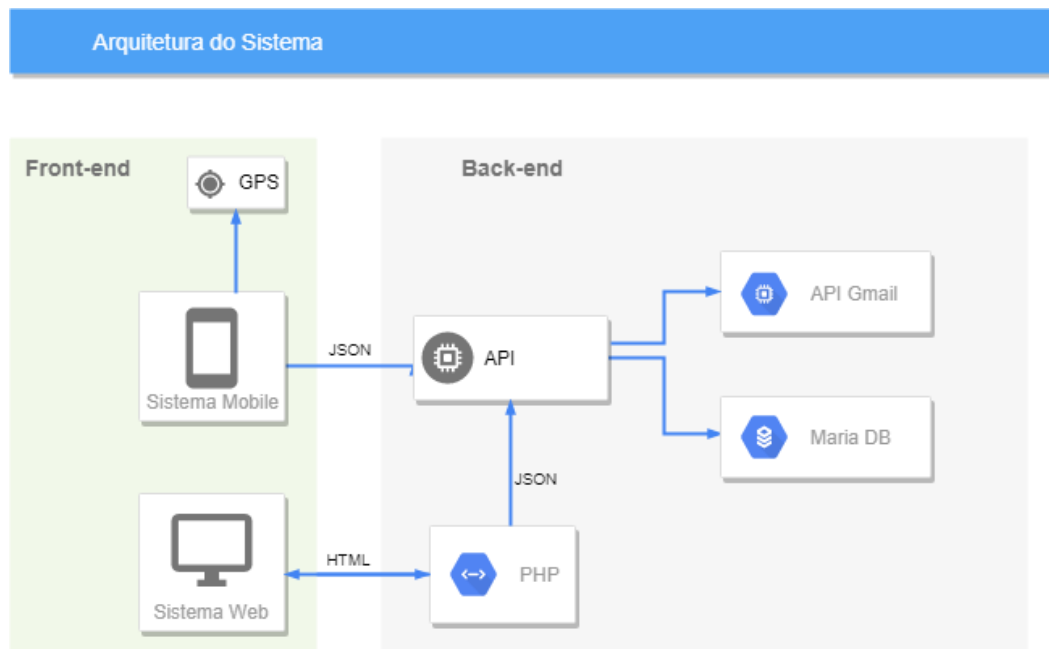 Arquitetura do Sistema
Front-end
Back-end
GPS
API Gmail
JSON
API
Sistema Mobile
Maria DB
JSON
HTML
PHP
Sistema Web